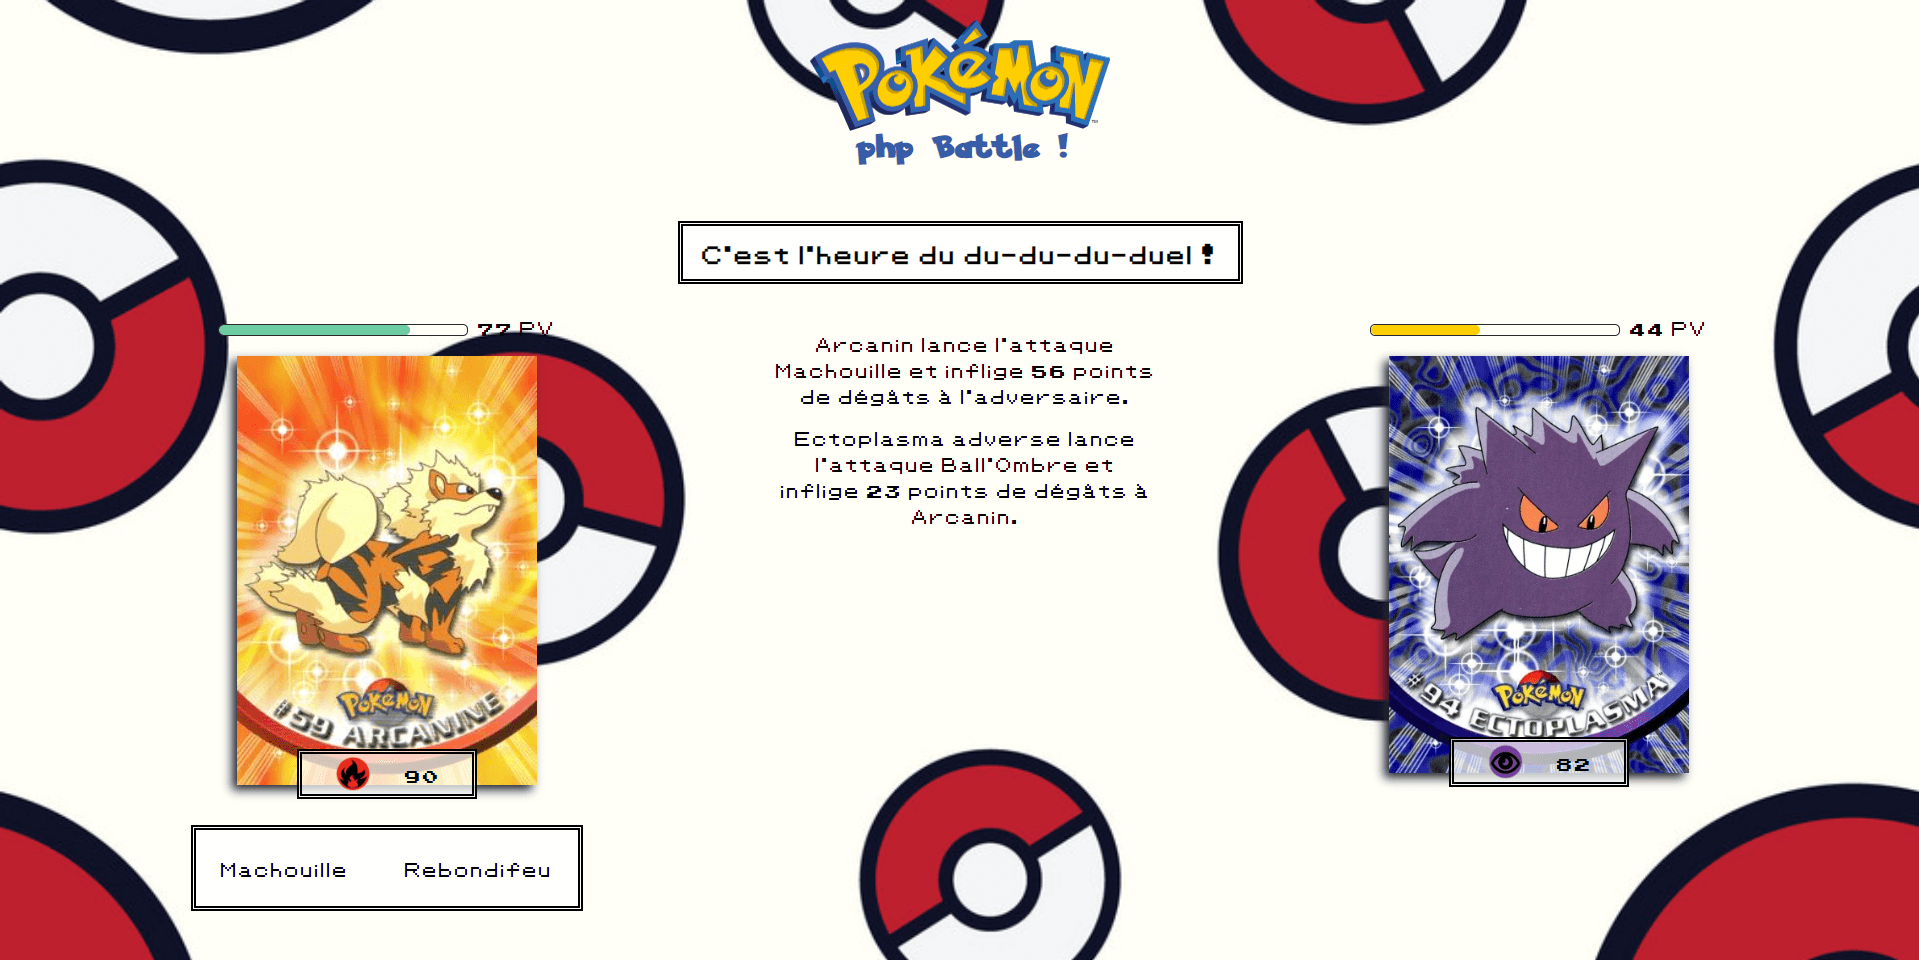 POKéMON
™
php Battle !
C'est l'heure du du-du-du-duel !
77 PV
44 PV
Arcanin lance l'attaque
Machouille et inflige 56 points
de dégâts à l'adversaire.
Ectoplasma adverse lance
l'attaque Ball'Ombre et
inflige 23 points de dégâts à
Arcanin.
POKéMON
#59 ARCANINE
90
POKéMON
#94 ECTOPLASMA™
82
Machouille
Rebondifeu